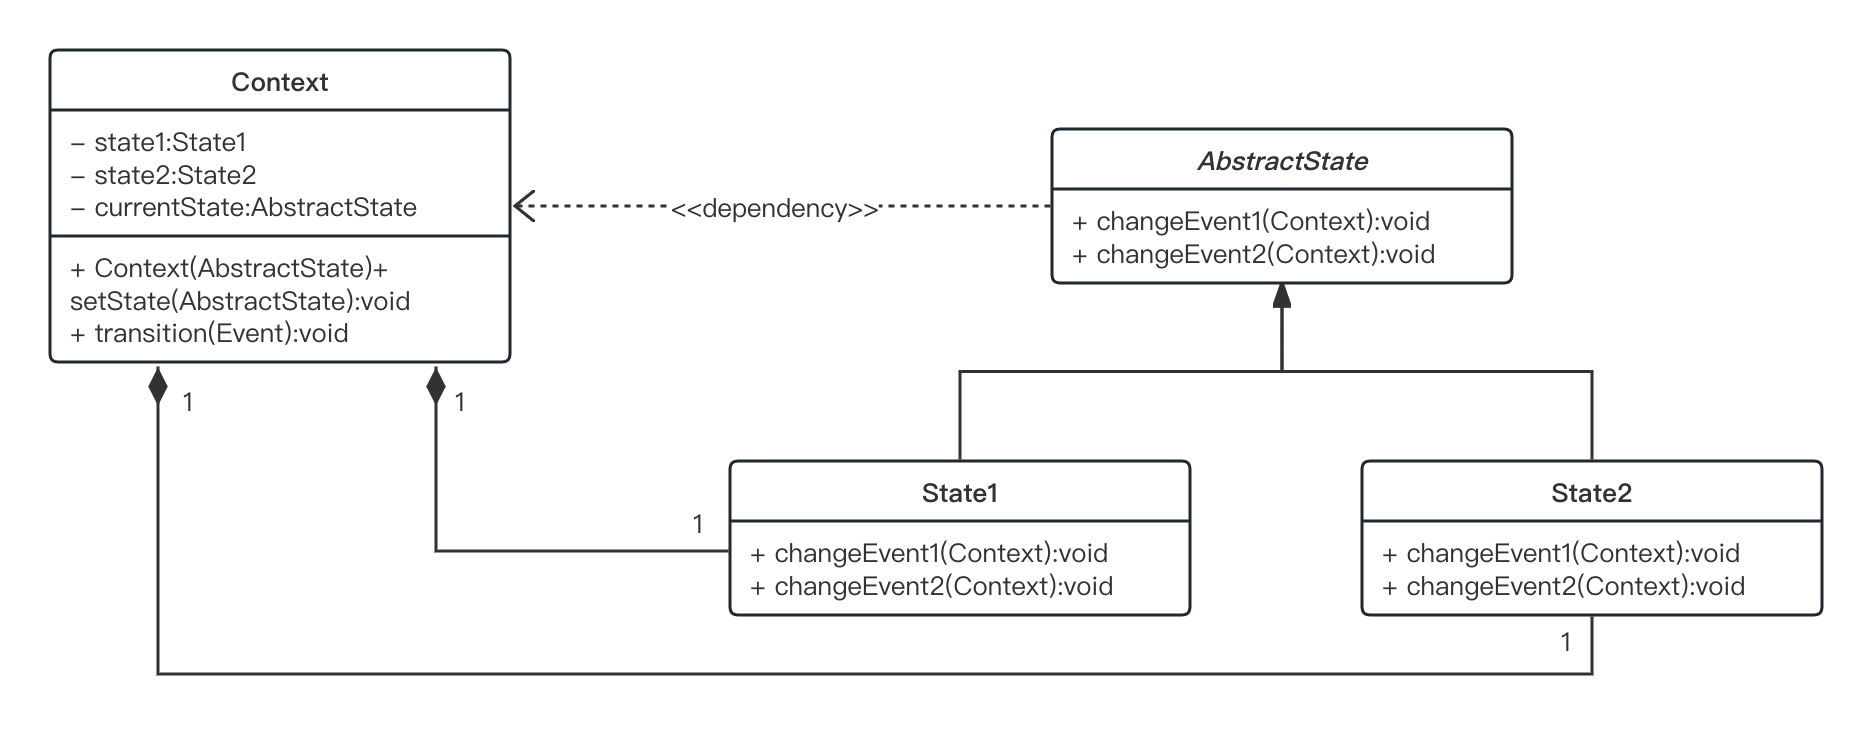 Context
– state1:State1
– state2:State2
– currentState:AbstractState
+ Context(AbstractState)+
setState(AbstractState):void
+ transition(Event):void
<<dependency>>
AbstractState
+ changeEvent1(Context):void
+ changeEvent2(Context):void
1
1
State1
+ changeEvent1(Context):void
+ changeEvent2(Context):void
1
State2
+ changeEvent1(Context):void
+ changeEvent2(Context):void
1